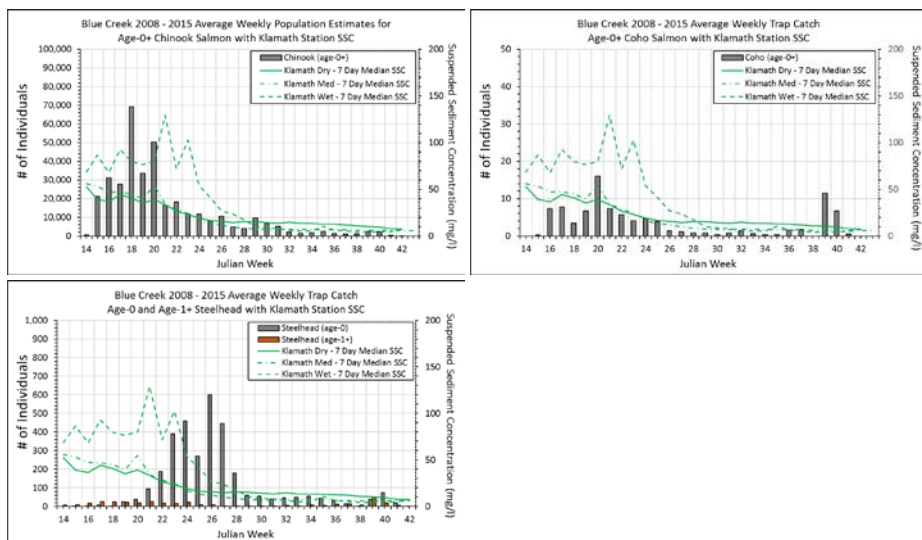 Blue Creek 2008 - 2015 Average Weekly Population Estimates for
Age-0+ Chinook Salmon with Klamath Station SSC
100,000
90,000
80,000
70,000
60,000
50,000
40,000
30,000
20,000
10,000
0
# of Individuals
Chinook (age-0+)
Klamath Dry - 7 Day Median SSC
Klamath Med - 7 Day Median SSC
Klamath Wet - 7 Day Median SSC
200
150
100
50
0
Suspended Sediment Concentration (mg/l)
14 16 18 20 22 24 26 28 30 32 34 36 38 40 42
Julian Week
Blue Creek 2008 - 2015 Average Weekly Trap Catch
Age-0+ Coho Salmon with Klamath Station SSC
50
40
30
20
10
0
# of Individuals
Coho (age-0+)
Klamath Dry - 7 Day Median SSC
Klamath Med - 7 Day Median SSC
Klamath Wet - 7 Day Median SSC
200
150
100
50
0
Suspended Sediment Concentration (mg/l)
14 16 18 20 22 24 26 28 30 32 34 36 38 40 42
Julian Week
Blue Creek 2008 - 2015 Average Weekly Trap Catch
Age-0 and Age-1+ Steelhead with Klamath Station SSC
1,000
900
800
700
600
500
400
300
200
100
0
# of Individuals
Steelhead (age-0)
Steelhead (age-1+)
Klamath Dry - 7 Day Median SSC
Klamath Med - 7 Day Median SSC
Klamath Wet - 7 Day Median SSC
200
150
100
50
0
Suspended Sediment Concentration (mg/l)
14 16 18 20 22 24 26 28 30 32 34 36 38 40 42
Julian Week